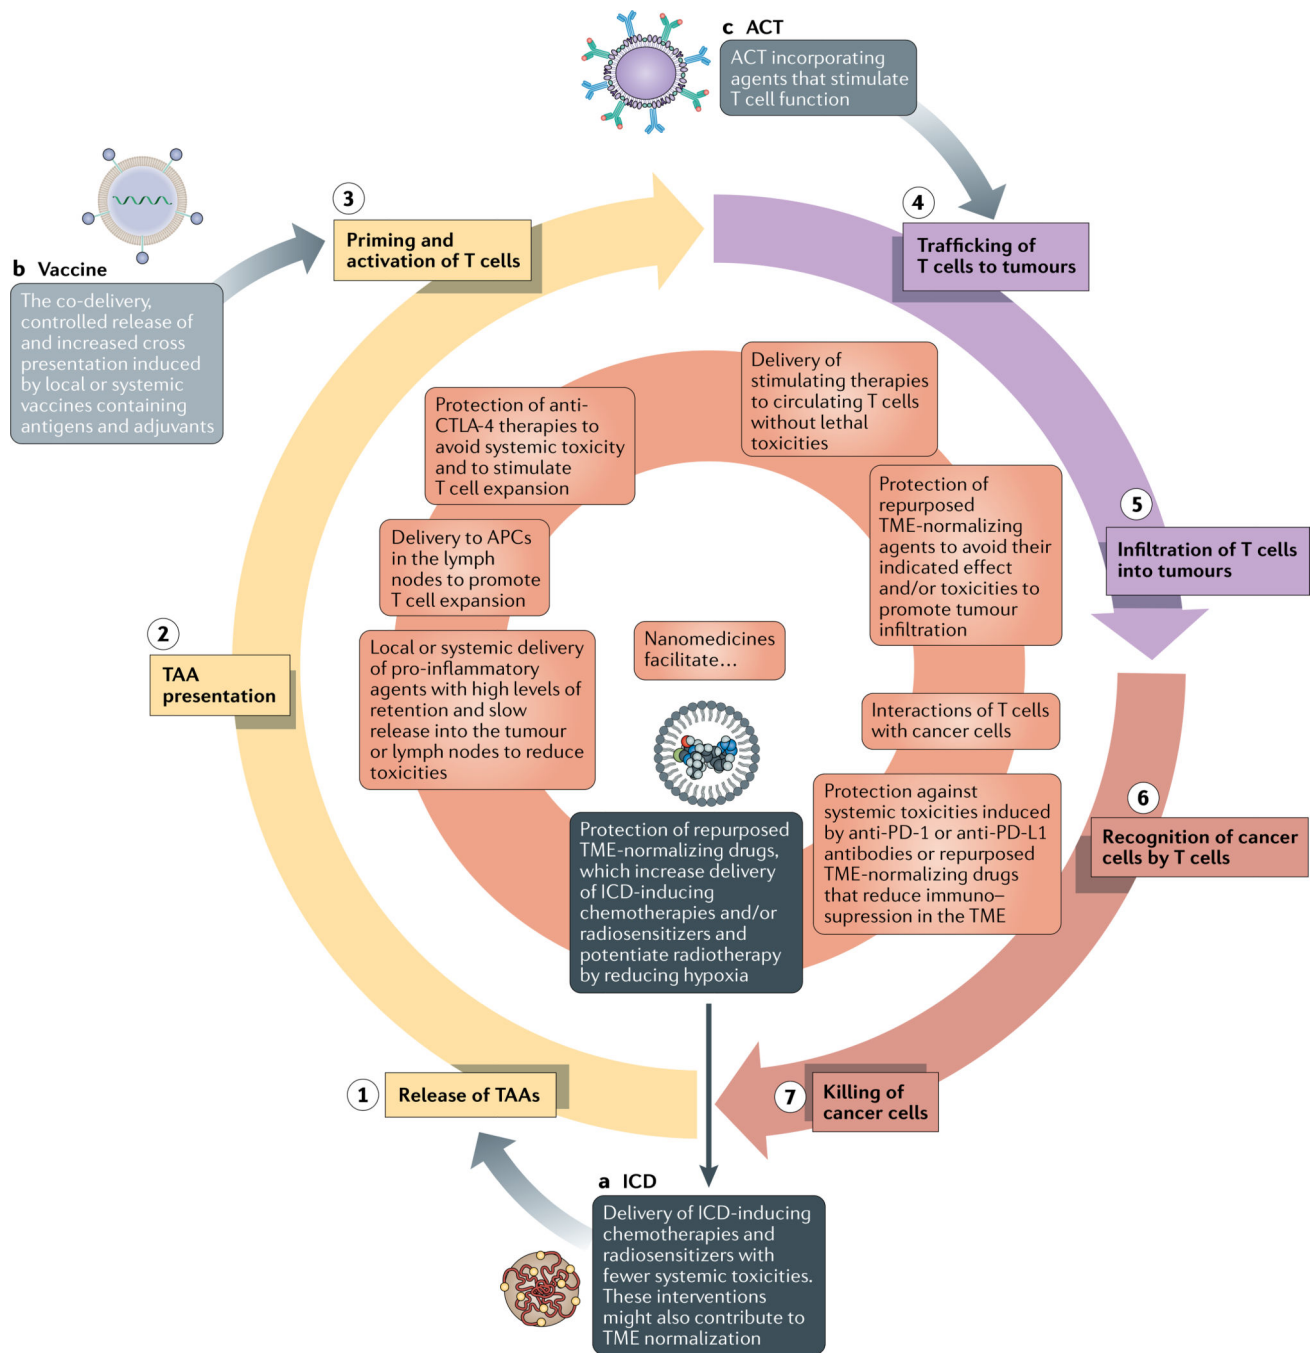 c ACT
ACT incorporating
agents that stimulate
T cell function
3
Priming and
activation of T cells
4
Trafficking of
T cells to tumours
b Vaccine
The co-delivery,
controlled release of
and increased cross
presentation induced
by local or systemic
vaccines containing
antigens and adjuvants
Delivery of
stimulating therapies
to circulating T cells
without lethal
toxicities
Protection of anti-
CTLA-4 therapies to
avoid systemic toxicity
and to stimulate
T cell expansion
Protection of
repurposed
TME-normalizing
agents to avoid their
indicated effect
and/or toxicities to
promote tumour
infiltration
5
Infiltration of T cells
into tumours
Delivery to APCs
in the lymph
nodes to promote
T cell expansion
2
TAA
presentation
Local or systemic delivery
of pro-inflammatory
agents with high levels of
retention and slow
release into the tumour
or lymph nodes to reduce
toxicities
Nanomedicines
facilitate...
Interactions of T cells
with cancer cells
Protection against
systemic toxicities induced
by anti-PD-1 or anti-PD-L1
antibodies or repurposed
TME-normalizing drugs
that reduce immuno–
supression in the TME
6
Recognition of cancer
cells by T cells
Protection of repurposed
TME-normalizing drugs,
which increase delivery
of ICD-inducing
chemotherapies and/or
radiosensitizers and
potentiate radiotherapy
by reducing hypoxia
1
Release of TAAs
7
Killing of
cancer cells
a ICD
Delivery of ICD-inducing
chemotherapies and
radiosensitizers with
fewer systemic toxicities.
These interventions
might also contribute to
TME normalization